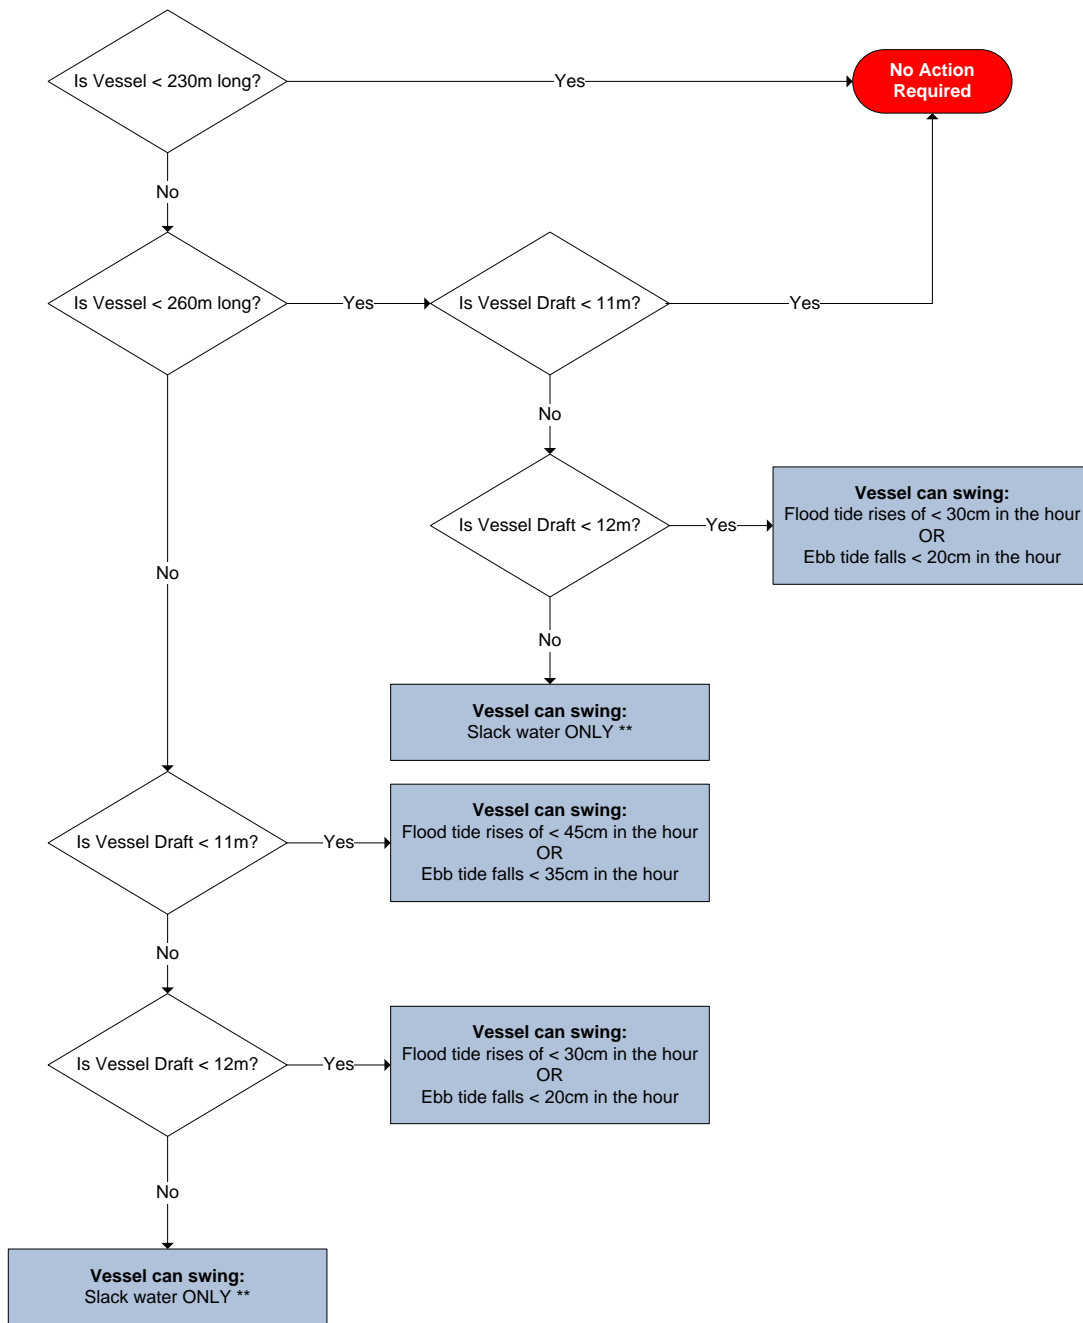 Is Vessel < 230m long?
Yes
No Action
Required
No
Is Vessel < 260m long?
Yes
Is Vessel Draft < 11m?
Yes
No
Is Vessel Draft < 12m?
Yes
Vessel can swing:
Flood tide rises of < 30cm in the hour
OR
Ebb tide falls < 20cm in the hour
No
No
Vessel can swing:
Slack water ONLY **
Is Vessel Draft < 11m?
Yes
Vessel can swing:
Flood tide rises of < 45cm in the hour
OR
Ebb tide falls < 35cm in the hour
No
Is Vessel Draft < 12m?
Yes
Vessel can swing:
Flood tide rises of < 30cm in the hour
OR
Ebb tide falls < 20cm in the hour
No
Vessel can swing:
Slack water ONLY **